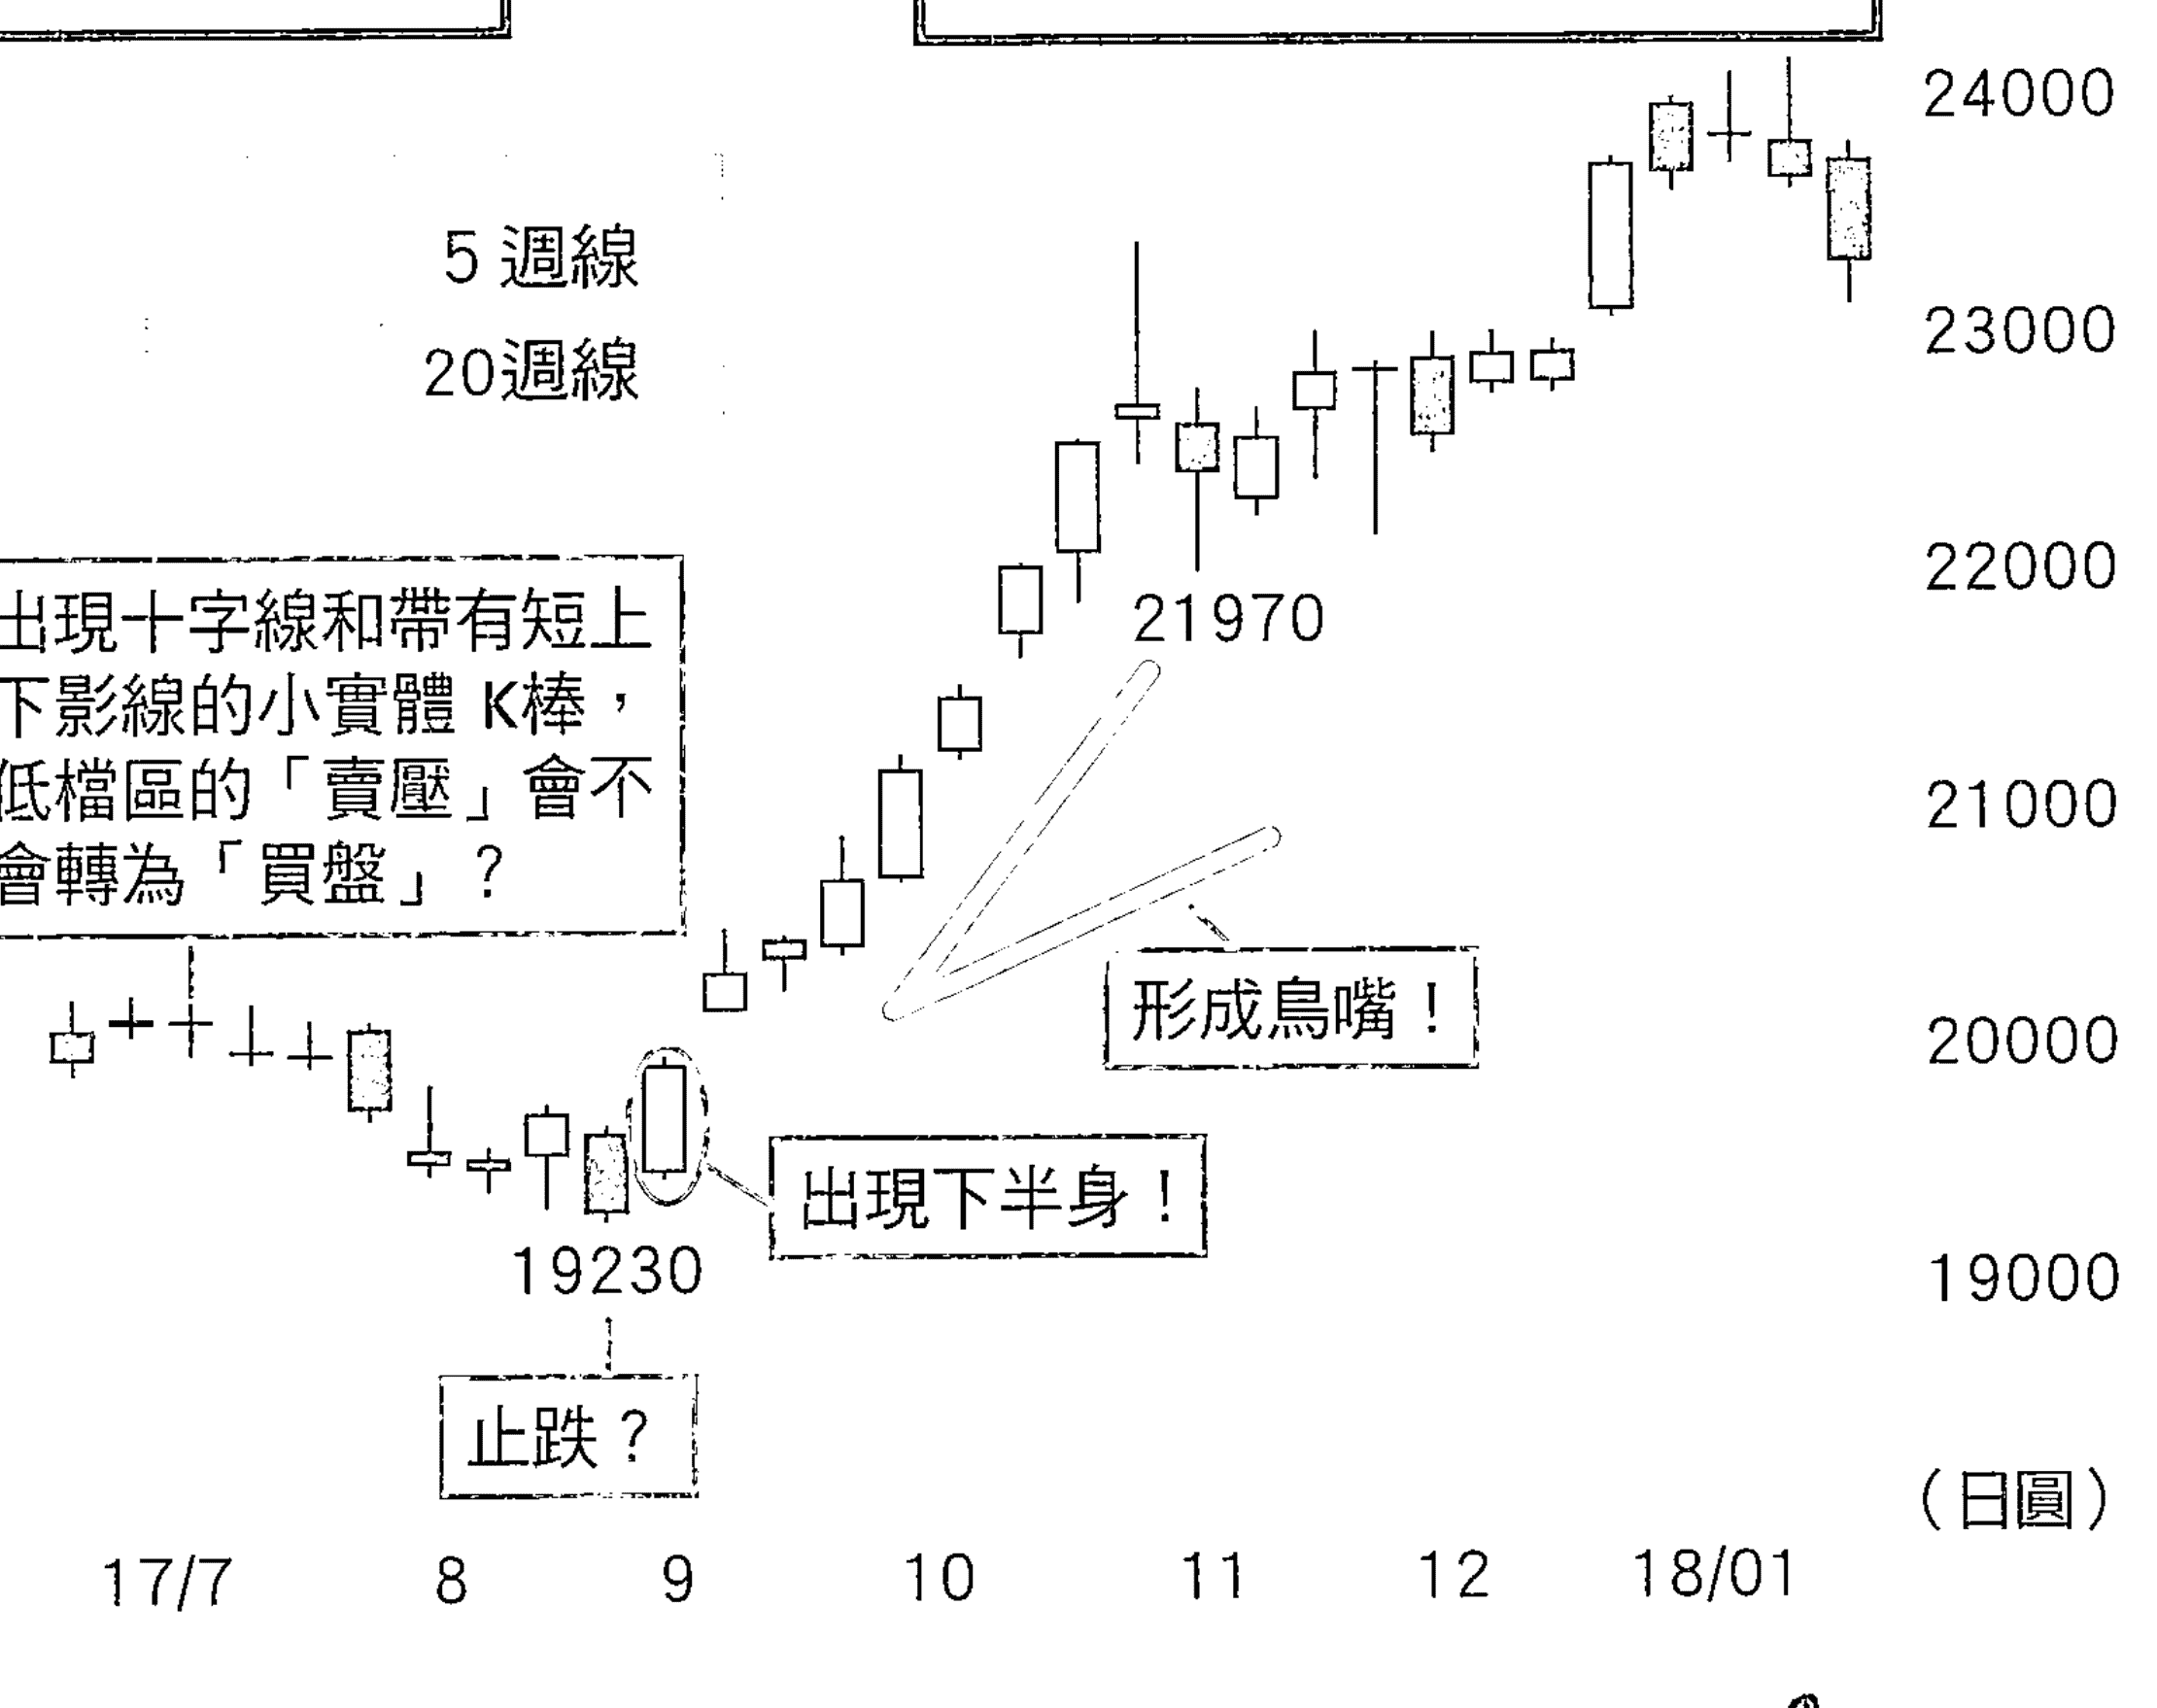 24000
5 週線
23000
20週線
22000
出現十字線和帶有短上
下影線的小實體 K棒，
低檔區的「賣壓」會不
會轉為「買盤」？
21970
21000
形成鳥嘴！
20000
出現下半身！
19230
19000
止跌？
（日圓）
17/7 8 9 10 11 12 18/01